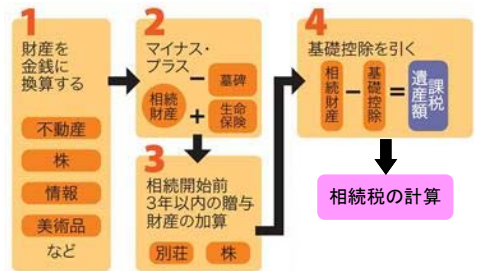 1
財産を
金銭に
換算する
不動産
株
情報
美術品
など
2
マイナス・
プラス
相続
財産
−
墓碑
+
生命
保険
3
相続開始前
3年以内の贈与
財産の加算
別荘
株
4
基礎控除を引く
相続財産
−
基礎控除
=
課税
遺産額
相続税の計算